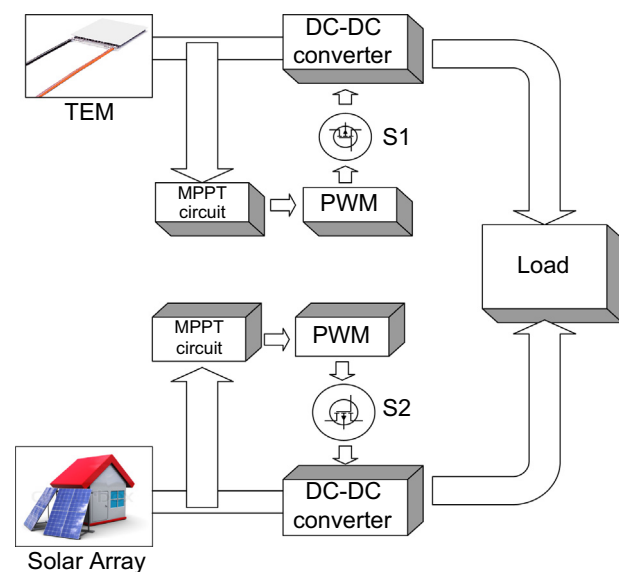 DC-DC
converter
TEM
S1
MPPT
circuit
PWM
Load
MPPT
circuit
PWM
S2
DC-DC
converter
Solar Array